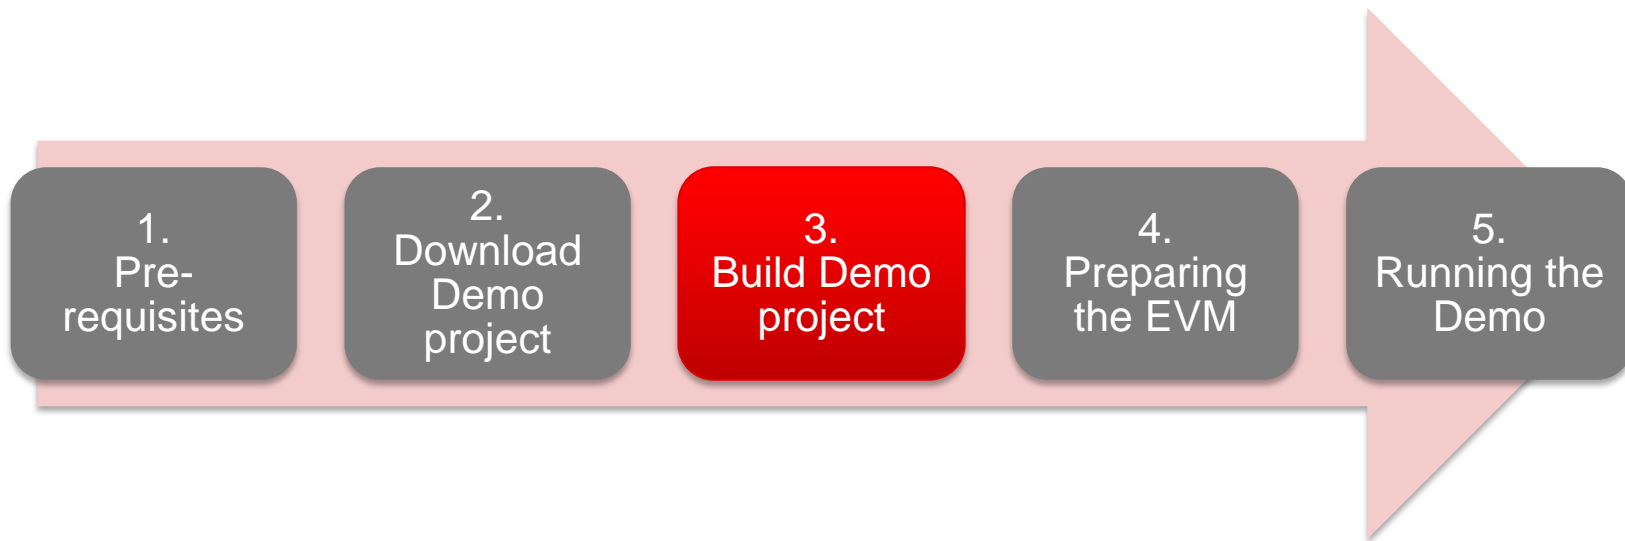 1.
Pre-
requisites
2.
Download
Demo
project
3.
Build Demo
project
4.
Preparing
the EVM
5.
Running the
Demo